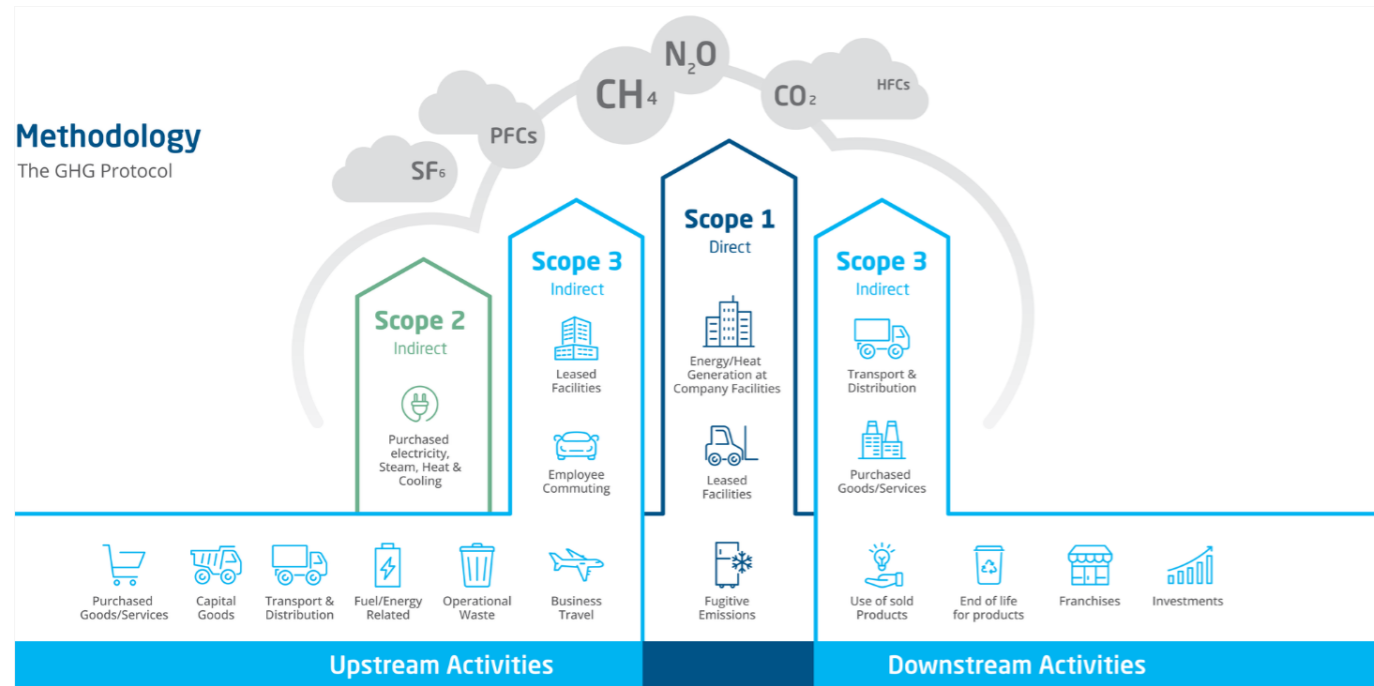 Methodology
The GHG Protocol
SF₆
PFCs
CH₄
N₂O
CO₂
HFCs
Scope 2
Indirect
Purchased
electricity,
Steam, Heat &
Cooling
Scope 3
Indirect
Leased
Facilities
Employee
Commuting
Scope 1
Direct
Energy/Heat
Generation at
Company Facilities
Leased
Facilities
Scope 3
Indirect
Transport &
Distribution
Purchased
Goods/Services
Purchased
Goods/Services
Capital
Goods
Transport &
Distribution
Fuel/Energy
Related
Operational
Waste
Business
Travel
Fugitive
Emissions
Use of sold
Products
End of life
for products
Franchises
Investments
Upstream Activities
Downstream Activities